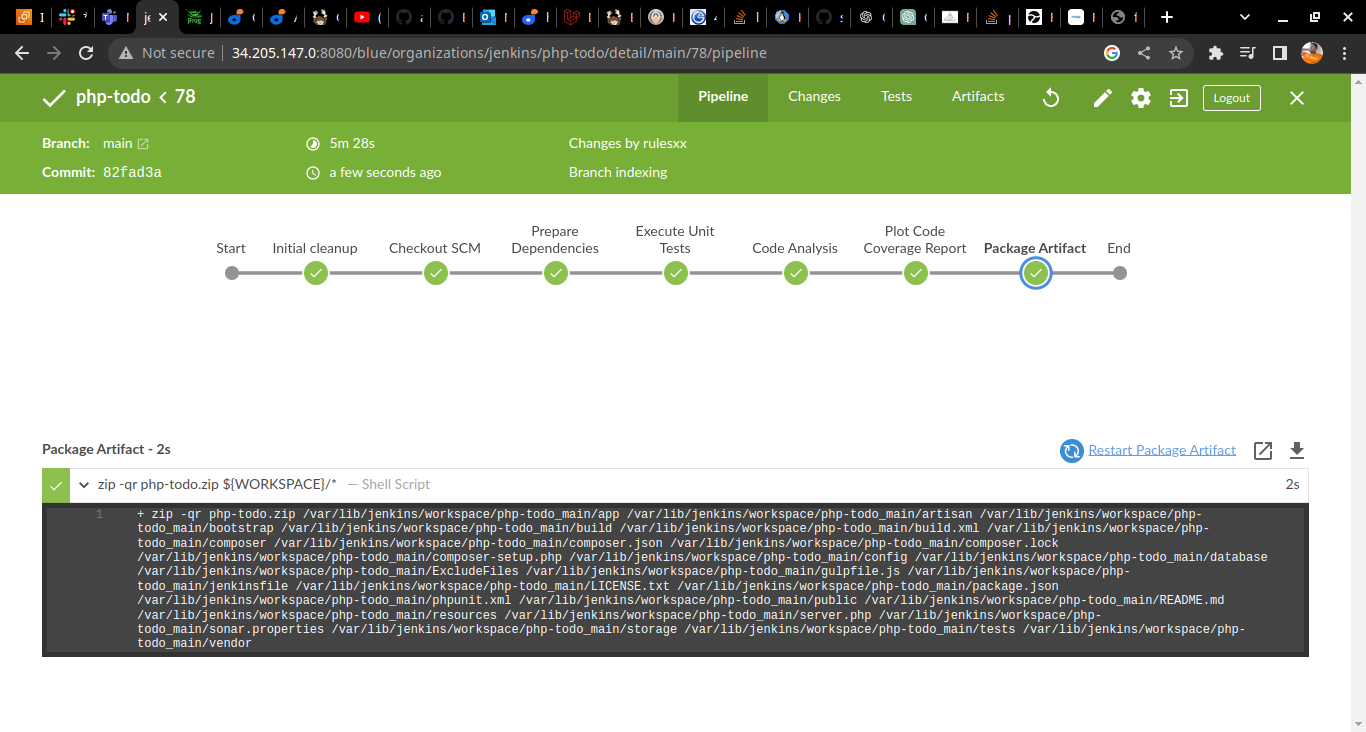 Not secure
34.205.147.0:8080/blue/organizations/jenkins/php-todo/detail/main/78/pipeline
php-todo < 78
Pipeline
Changes
Tests
Artifacts
Logout
Branch: main
5m 28s
Changes by rulesxx
Commit: 82fad3a
a few seconds ago
Branch indexing
Start
Initial cleanup
Checkout SCM
Prepare
Dependencies
Execute Unit
Tests
Code Analysis
Plot Code
Coverage Report
Package Artifact
End
Package Artifact - 2s
Restart Package Artifact
zip -qr php-todo.zip ${WORKSPACE}/* — Shell Script
2s
1 + zip -qr php-todo.zip /var/lib/jenkins/workspace/php-todo_main/app /var/lib/jenkins/workspace/php-todo_main/artisan /var/lib/jenkins/workspace/php-
todo_main/bootstrap /var/lib/jenkins/workspace/php-todo_main/build /var/lib/jenkins/workspace/php-todo_main/build.xml /var/lib/jenkins/workspace/php-
todo_main/composer /var/lib/jenkins/workspace/php-todo_main/composer.json /var/lib/jenkins/workspace/php-todo_main/composer.lock
/var/lib/jenkins/workspace/php-todo_main/composer-setup.php /var/lib/jenkins/workspace/php-todo_main/config /var/lib/jenkins/workspace/php-todo_main/database
/var/lib/jenkins/workspace/php-todo_main/ExcludeFiles /var/lib/jenkins/workspace/php-todo_main/gulpfile.js /var/lib/jenkins/workspace/php-
todo_main/jenkinsfile /var/lib/jenkins/workspace/php-todo_main/LICENSE.txt /var/lib/jenkins/workspace/php-todo_main/package.json
/var/lib/jenkins/workspace/php-todo_main/phpunit.xml /var/lib/jenkins/workspace/php-todo_main/public /var/lib/jenkins/workspace/php-todo_main/README.md
/var/lib/jenkins/workspace/php-todo_main/resources /var/lib/jenkins/workspace/php-todo_main/server.php /var/lib/jenkins/workspace/php-
todo_main/sonar.properties /var/lib/jenkins/workspace/php-todo_main/storage /var/lib/jenkins/workspace/php-todo_main/tests /var/lib/jenkins/workspace/php-
todo_main/vendor